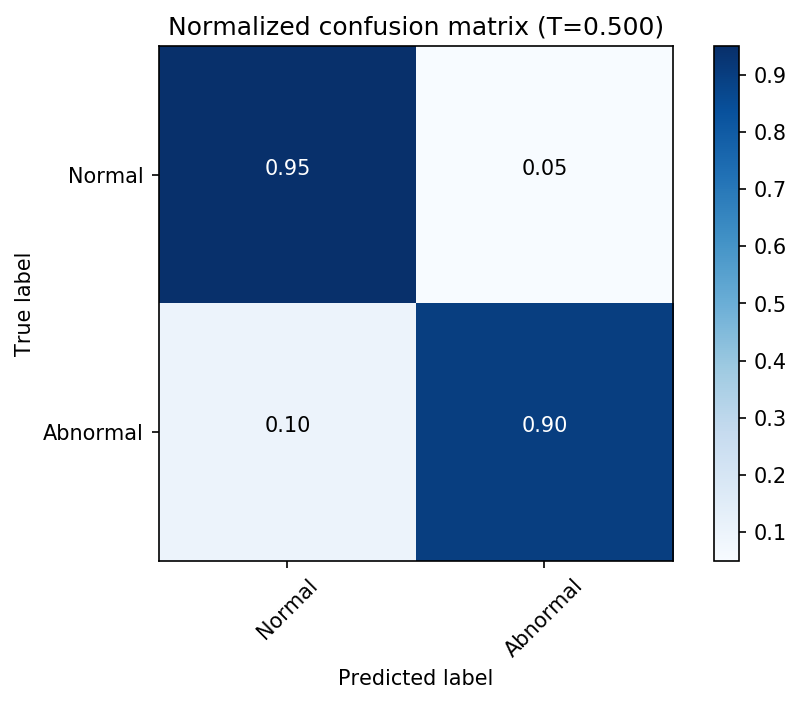 Normalized confusion matrix (T=0.500)
True label
Normal
0.95
0.05
Abnormal
0.10
0.90
Normal
Abnormal
Predicted label
0.9
0.8
0.7
0.6
0.5
0.4
0.3
0.2
0.1